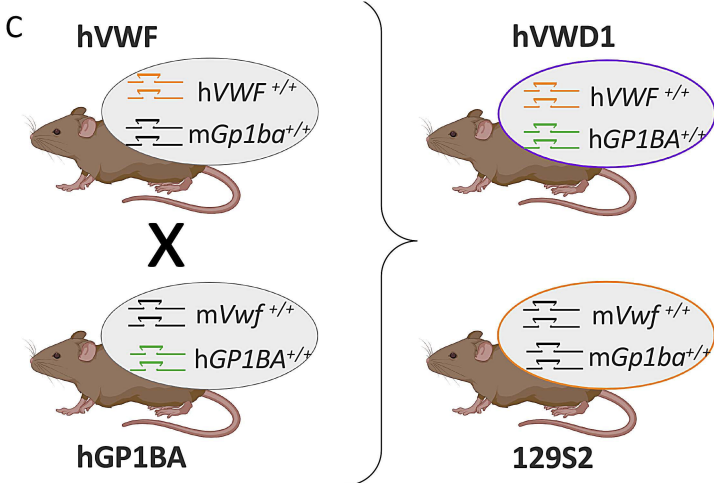 C
hVWF
hVWF +/+
mGp1ba+/+
X
mVwf +/+
hGP1BA+/+
hGP1BA
hVWD1
hVWF +/+
hGP1BA+/+
mVwf +/+
mGp1ba+/+
129S2